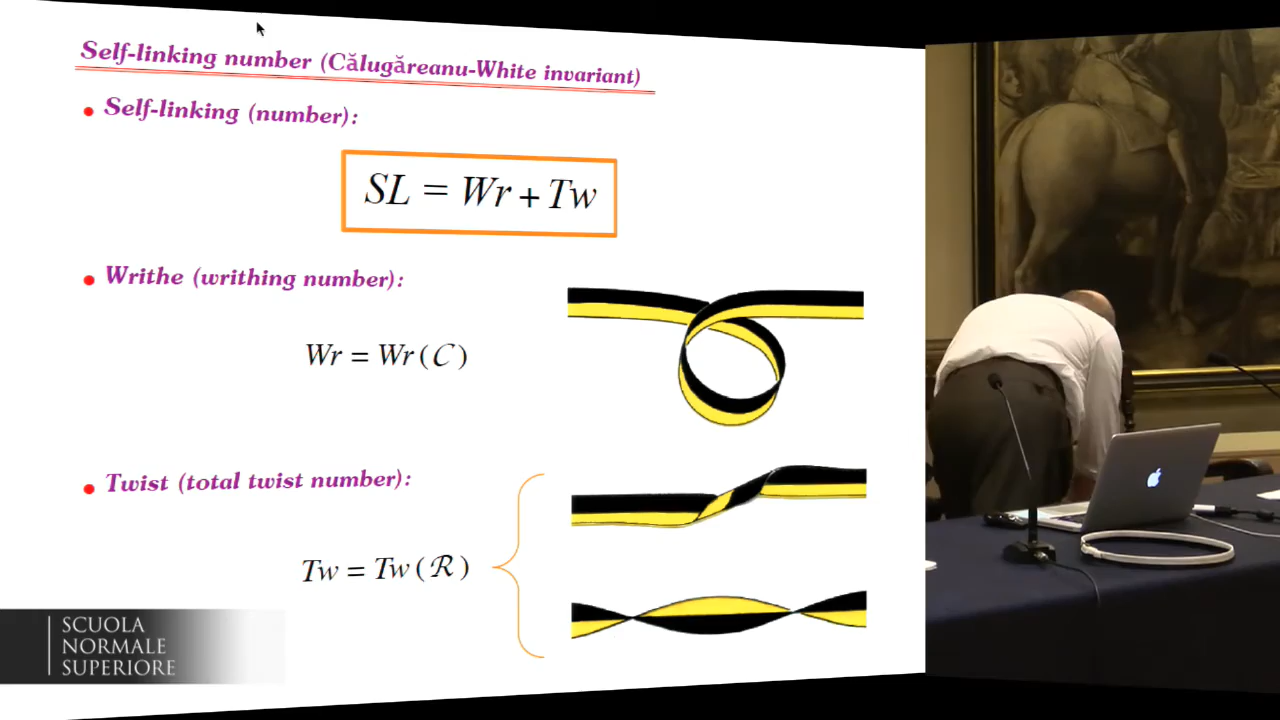 Self-linking number (Călugăreanu-White invariant)
• Self-linking (number):
SL = Wr + Tw
• Writhe (writhing number):
Wr = Wr (C)
• Twist (total twist number):
Tw = Tw (R)
SCUOLA
NORMALE
SUPERIORE